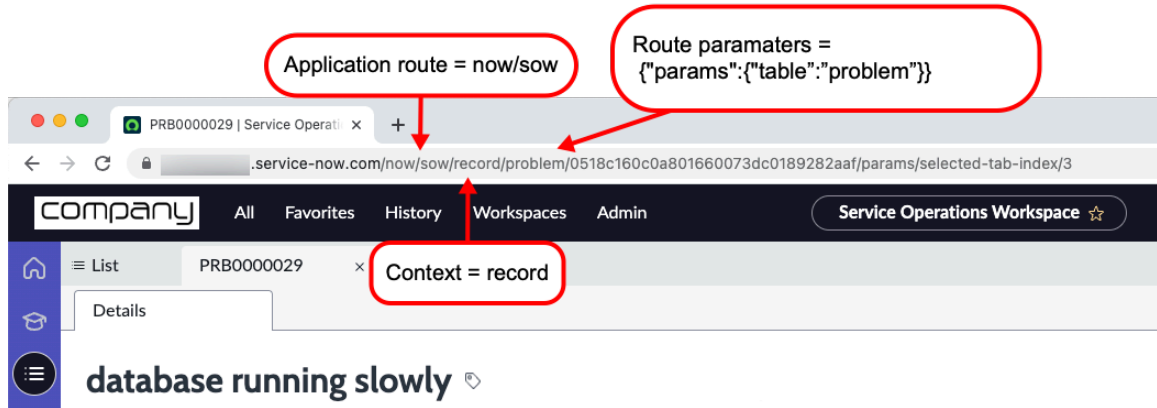 Application route = now/sow
Route paramaters =
{"params":{"table":”problem”}}
PRB0000029 | Service Operati
.service-now.com/now/sow/record/problem/0518c160c0a801660073dc0189282aaf/params/selected-tab-index/3
company
All Favorites History Workspaces Admin
Service Operations Workspace
List PRB0000029
Context = record
Details
database running slowly